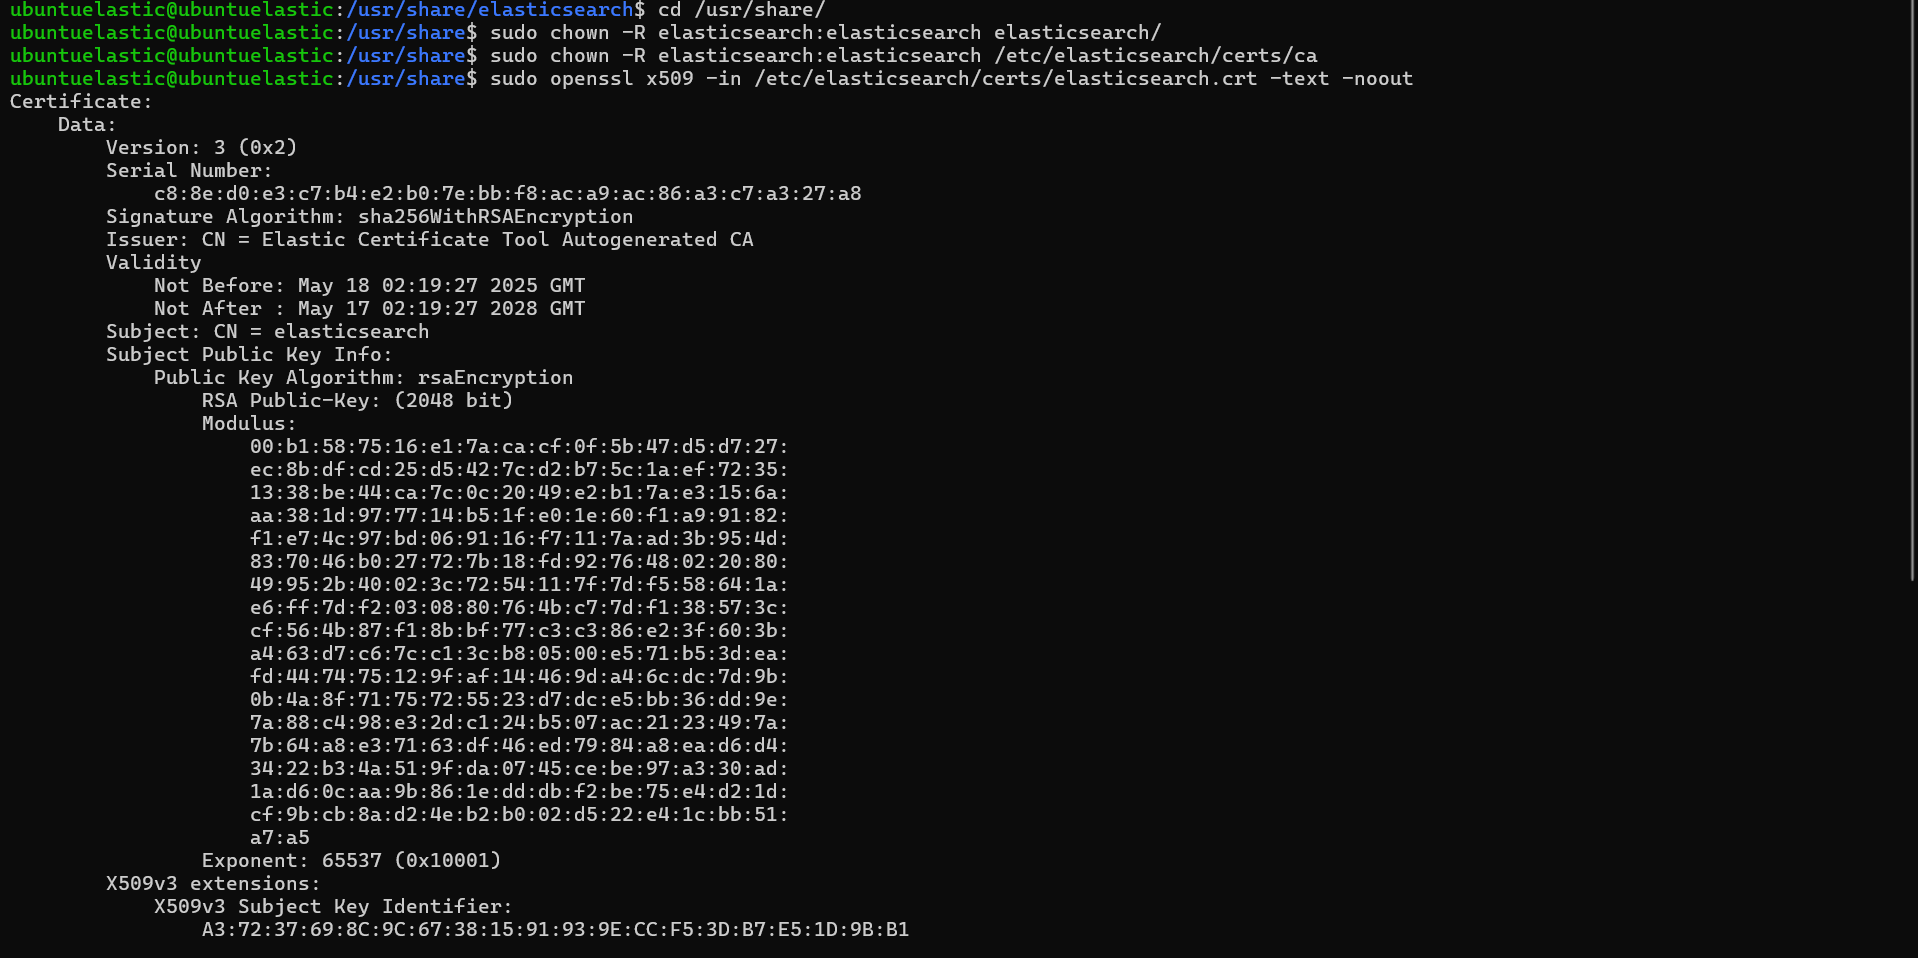 ubuntuelastic@ubuntuelastic:/usr/share/elasticsearch$ cd /usr/share/
ubuntuelastic@ubuntuelastic:/usr/share$ sudo chown -R elasticsearch:elasticsearch elasticsearch/
ubuntuelastic@ubuntuelastic:/usr/share$ sudo chown -R elasticsearch:elasticsearch /etc/elasticsearch/certs/ca
ubuntuelastic@ubuntuelastic:/usr/share$ sudo openssl x509 -in /etc/elasticsearch/certs/elasticsearch.crt -text -noout
Certificate:
    Data:
        Version: 3 (0x2)
        Serial Number:
            c8:8e:d0:e3:c7:b4:e2:b0:7e:bb:f8:ac:a9:ac:86:a3:c7:a3:27:a8
        Signature Algorithm: sha256WithRSAEncryption
        Issuer: CN = Elastic Certificate Tool Autogenerated CA
        Validity
            Not Before: May 18 02:19:27 2025 GMT
            Not After : May 17 02:19:27 2028 GMT
        Subject: CN = elasticsearch
        Subject Public Key Info:
            Public Key Algorithm: rsaEncryption
                RSA Public-Key: (2048 bit)
                Modulus:
                    00:b1:58:75:16:e1:7a:ca:cf:0f:5b:47:d5:d7:27:
                    ec:8b:df:cd:25:d5:42:7c:d2:b7:5c:1a:ef:72:35:
                    13:38:be:44:ca:7c:0c:20:49:e2:b1:7a:e3:15:6a:
                    aa:38:1d:97:77:14:b5:1f:e0:1e:60:f1:a9:91:82:
                    f1:e7:4c:97:bd:06:91:16:f7:11:7a:ad:3b:95:4d:
                    83:70:46:b0:27:72:7b:18:fd:92:76:48:02:20:80:
                    49:95:2b:40:02:3c:72:54:11:7f:7d:f5:58:64:1a:
                    e6:ff:7d:f2:03:08:80:76:4b:c7:7d:f1:38:57:3c:
                    cf:56:4b:87:f1:8b:bf:77:c3:c3:86:e2:3f:60:3b:
                    a4:63:d7:c6:7c:c1:3c:b8:05:00:e5:71:b5:3d:ea:
                    fd:44:74:75:12:9f:af:14:46:9d:a4:6c:dc:7d:9b:
                    0b:4a:8f:71:75:72:55:23:d7:dc:e5:bb:36:dd:9e:
                    7a:88:c4:98:e3:2d:c1:24:b5:07:ac:21:23:49:7a:
                    7b:64:a8:e3:71:63:df:46:ed:79:84:a8:ea:d6:d4:
                    34:22:b3:4a:51:9f:da:07:45:ce:be:97:a3:30:ad:
                    1a:d6:0c:aa:9b:86:1e:dd:db:f2:be:75:e4:d2:1d:
                    cf:9b:cb:8a:d2:4e:b2:b0:02:d5:22:e4:1c:bb:51:
                    a7:a5
                Exponent: 65537 (0x10001)
        X509v3 extensions:
            X509v3 Subject Key Identifier:
                A3:72:37:69:8C:9C:67:38:15:91:93:9E:CC:F5:3D:B7:E5:1D:9B:B1